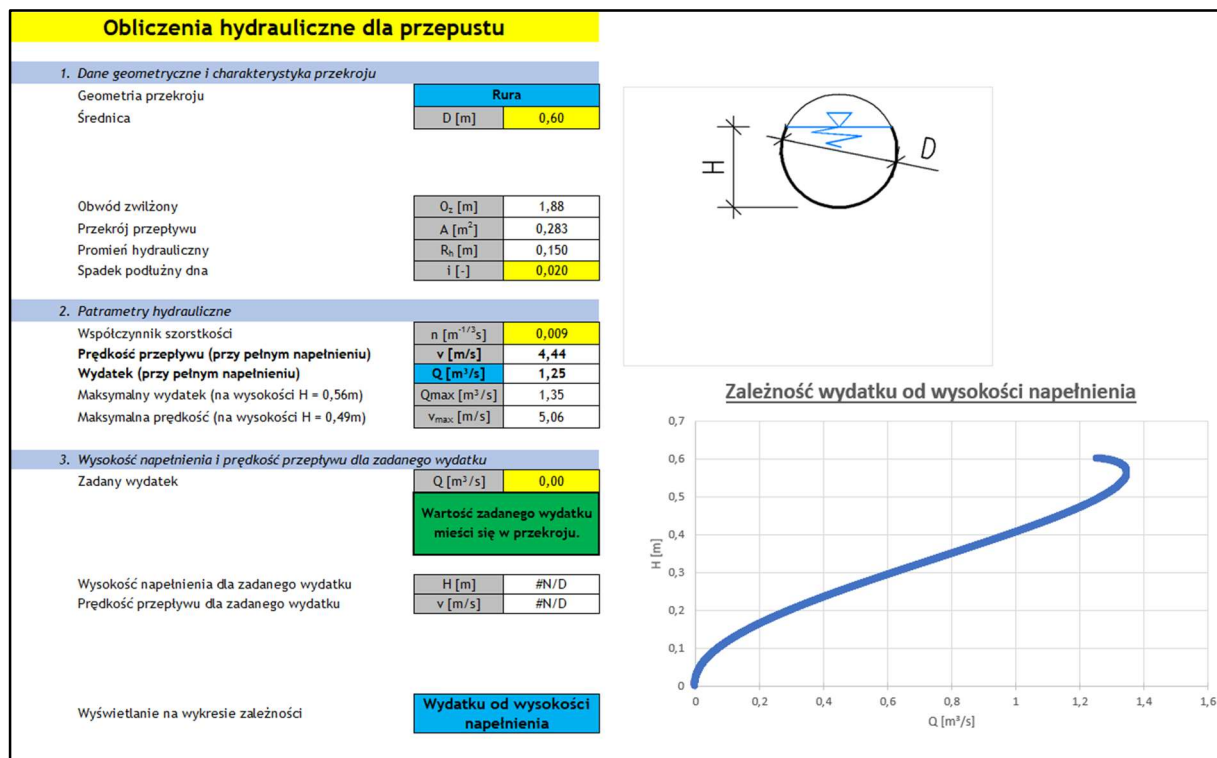 Obliczenia hydrauliczne dla przepustu
1. Dane geometryczne i charakterystyka przekroju
Geometria przekroju Rura
Średnica D [m] 0,60
Obwód zwilżony Oz [m] 1,88
Przekrój przepływu A [m²] 0,283
Promień hydrauliczny Rh [m] 0,150
Spadek podłużny dna i [-] 0,020
2. Patrametry hydrauliczne
Współczynnik szorstkości n [m⁻¹/³s] 0,009
Prędkość przepływu (przy pełnym napełnieniu) v [m/s] 4,44
Wydatek (przy pełnym napełnieniu) Q [m³/s] 1,25
Maksymalny wydatek (na wysokości H = 0,56m) Qmax [m³/s] 1,35
Maksymalna prędkość (na wysokości H = 0,49m) vmax [m/s] 5,06
3. Wysokość napełnienia i prędkość przepływu dla zadanego wydatku
Zadany wydatek Q [m³/s] 0,00
Wartość zadanego wydatku
mieści się w przekroju.
Wysokość napełnienia dla zadanego wydatku H [m] #N/D
Prędkość przepływu dla zadanego wydatku v [m/s] #N/D
Wyświetlanie na wykresie zależności Wydatku od wysokości
napełnienia
H
D
Zależność wydatku od wysokości napełnienia
0,7
0,6
0,5
0,4
0,3
0,2
0,1
0
H [m]
0 0,2 0,4 0,6 0,8 1 1,2 1,4 1,6
Q [m³/s]